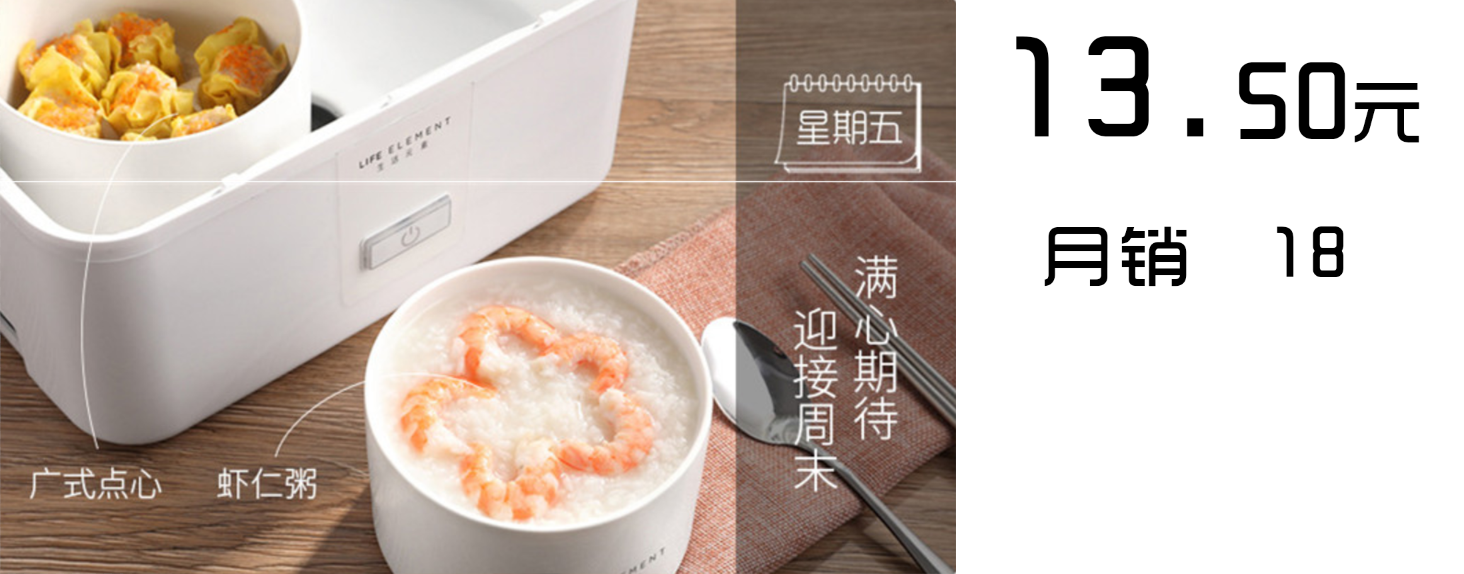 LIFE ELEMENT
生活元素
星期五
满心期待
迎接周末
广式点心
虾仁粥
13.50元
月销 18